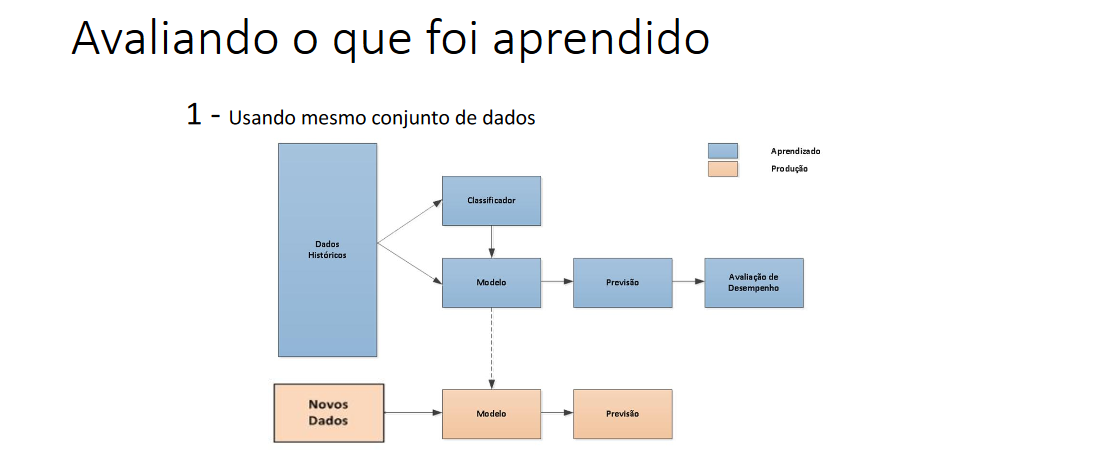 Avaliando o que foi aprendido
1 - Usando mesmo conjunto de dados
Aprendizado
Produção
Classificador
Dados
Históricos
Modelo
Previsão
Avaliação de
Desempenho
Novos
Dados
Modelo
Previsão